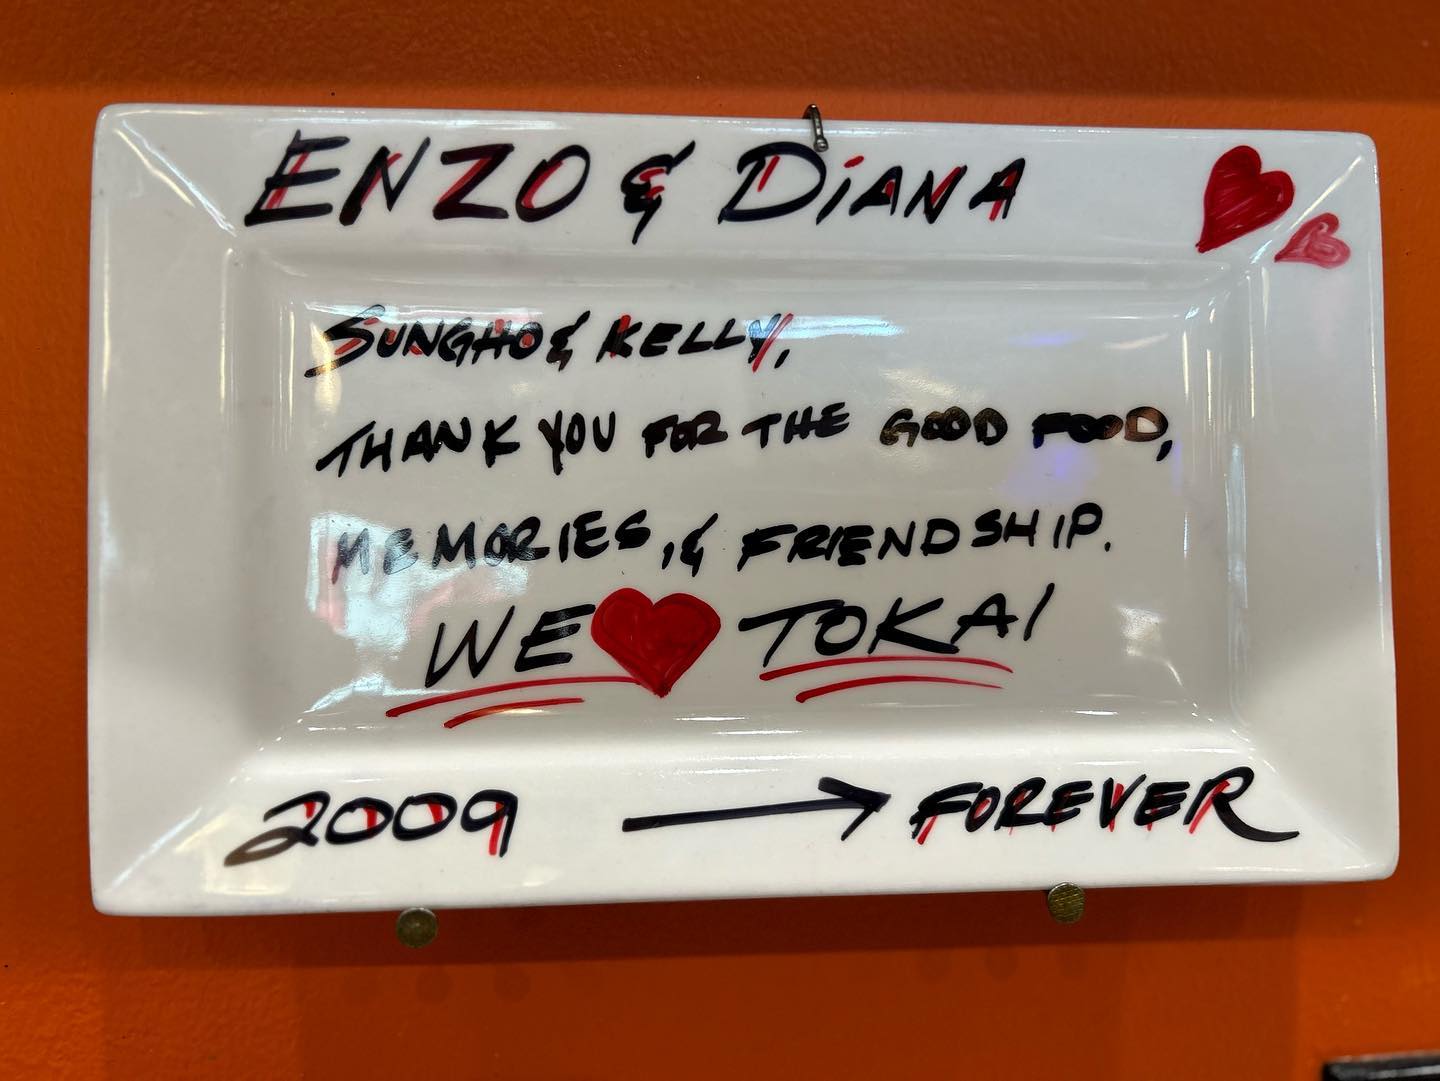 ENZO & DiANA
SUNGHO & KELLY,
THANK YOU FOR THE GOOD FOOD,
MEMORIES, & FRIENDSHIP.
WE ❤ TOKAI
2009 → FOREVER